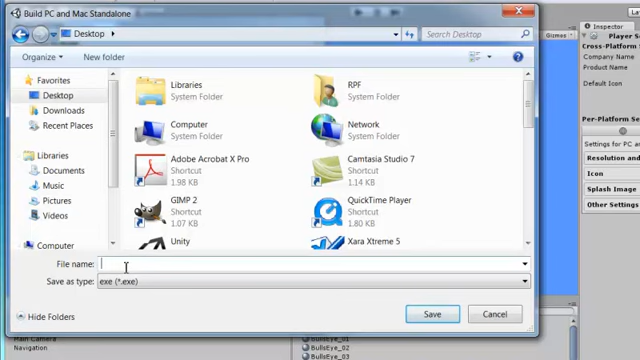 Build PC and Mac Standalone
Desktop
Search Desktop
Organize
New folder
Favorites
Desktop
Downloads
Recent Places
Libraries
Documents
Music
Pictures
Videos
Computer
Libraries
System Folder
RPF
System Folder
Computer
System Folder
Network
System Folder
Adobe Acrobat X Pro
Shortcut
1.98 KB
Camtasia Studio 7
Shortcut
1.14 KB
GIMP 2
Shortcut
1.07 KB
QuickTime Player
Shortcut
1.80 KB
Unity
Xara Xtreme 5
File name:
Save as type:
exe (*.exe)
Hide Folders
Save
Cancel
Gizmos
Inspector
Player Se
Cross-Platform
Company Name
Product Name
Default Icon
Per-Platform Se
Settings for PC an
Resolution and
Icon
Splash Image
Other Settings
Main Camera
Navigation
BullsEye_01
BullsEye_02
BullsEye_03